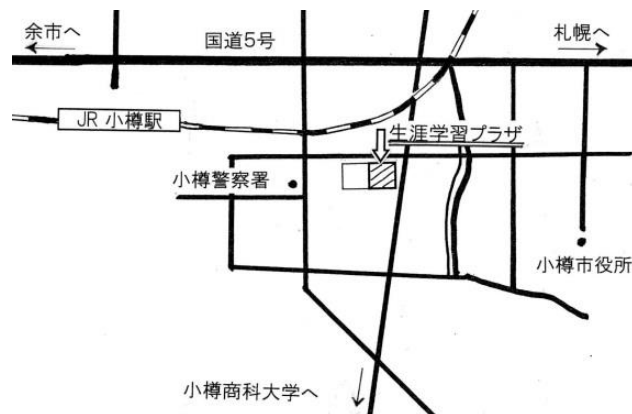 余市へ
国道5号
札幌へ
JR 小樽駅
生涯学習プラザ
小樽警察署
小樽市役所
小樽商科大学へ